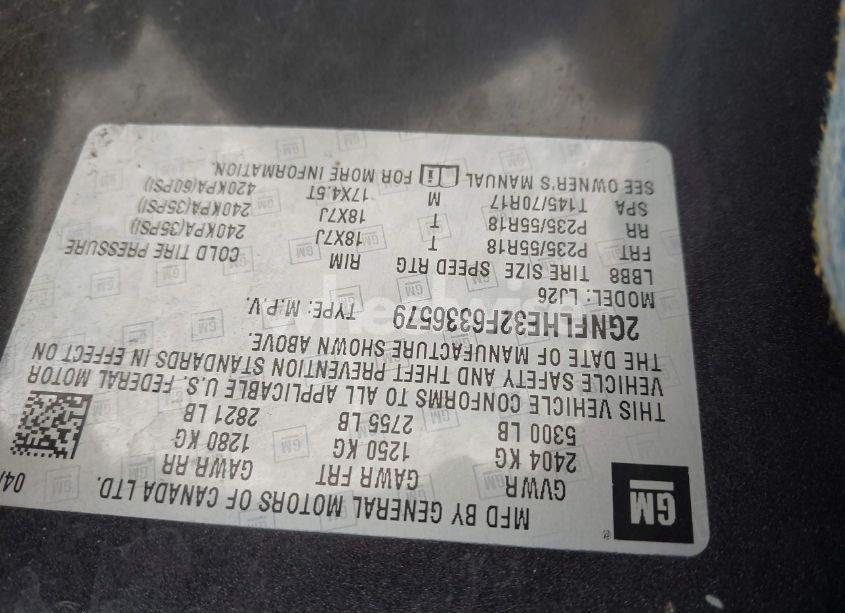 GM
MFD BY GENERAL MOTORS OF CANADA LTD. 04/
GVWR GAWR FRT GAWR RR
2404 KG 1250 KG 1280 KG
5300 LB 2755 LB 2821 LB
THIS VEHICLE CONFORMS TO ALL APPLICABLE U.S. FEDERAL MOTOR
VEHICLE SAFETY AND THEFT PREVENTION STANDARDS IN EFFECT ON
THE DATE OF MANUFACTURE SHOWN ABOVE.
2GNFLHE32F6336579 TYPE: M.P.V.
MODEL: LJ26
LBB8 TIRE SIZE SPEED RTG RIM COLD TIRE PRESSURE
FRT P235/55R18 T 18X7J 240KPA(35PSI)
RR P235/55R18 T 18X7J 240KPA(35PSI)
SPA T145/70R17 M 17X4.5T 420KPA(60PSI)
SEE OWNER'S MANUAL FOR MORE INFORMATION.